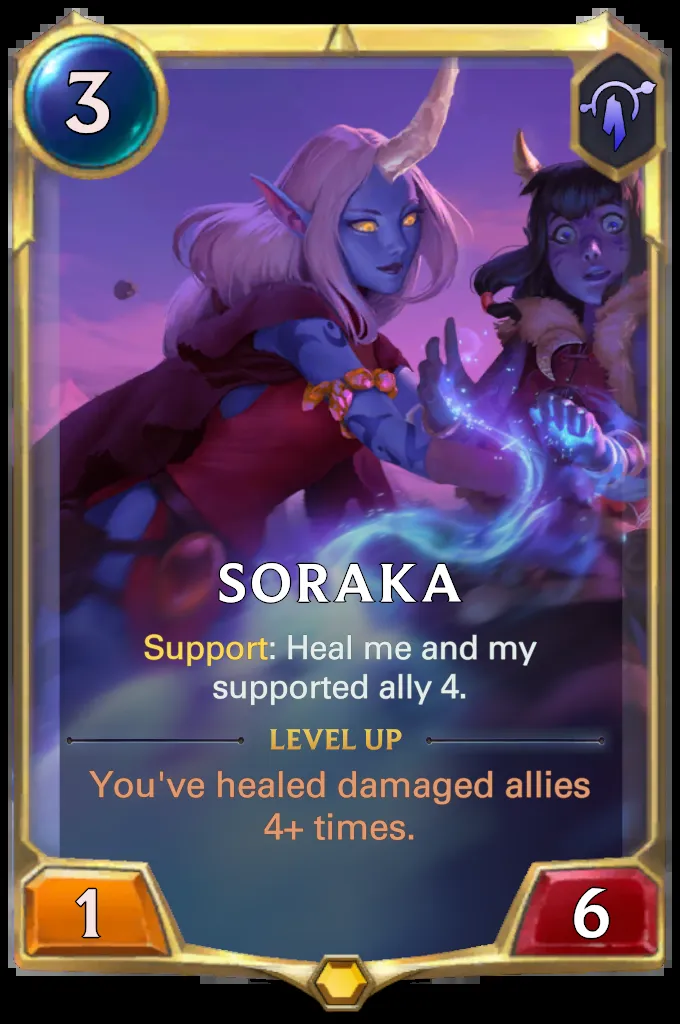 3
SORAKA
Support: Heal me and my
supported ally 4.
LEVEL UP
You've healed damaged allies
4+ times.
1
6